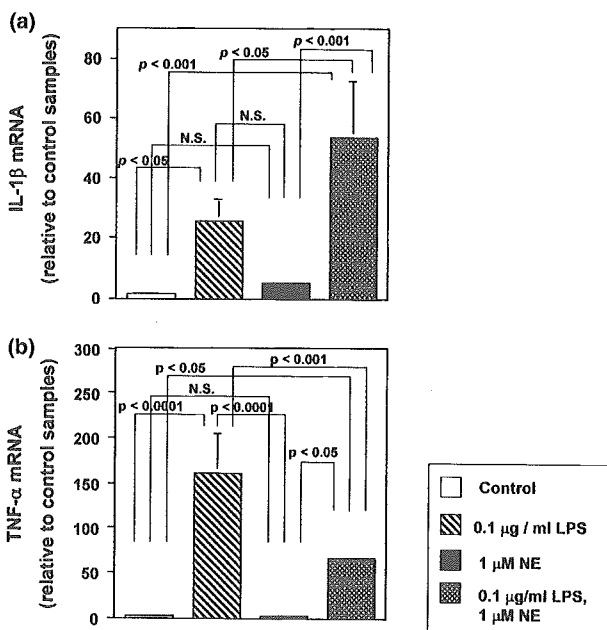 (a)
IL-1β mRNA
(relative to control samples)
80
60
40
20
0
p < 0.001
p < 0.05
p < 0.001
N.S.
N.S.
p < 0.05
(b)
TNF-α mRNA
(relative to control samples)
300
250
200
150
100
50
0
p < 0.001
p < 0.05
N.S.
p < 0.0001
p < 0.0001
p < 0.05
Control
0.1 µg / ml LPS
1 µM NE
0.1 µg/ml LPS,
1 µM NE